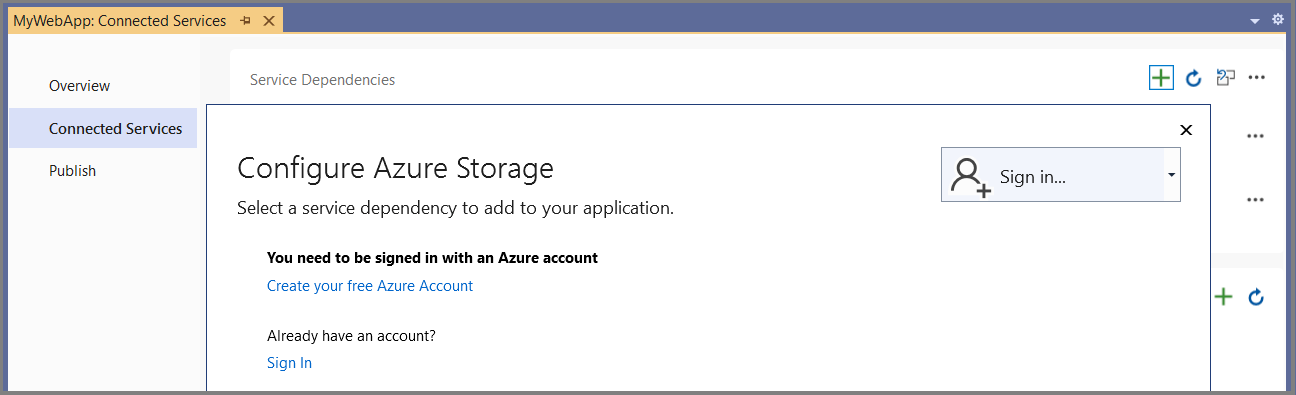 MyWebApp: Connected Services
Overview
Connected Services
Publish
Service Dependencies
Configure Azure Storage
Select a service dependency to add to your application.
Sign in...
You need to be signed in with an Azure account
Create your free Azure Account
Already have an account?
Sign In